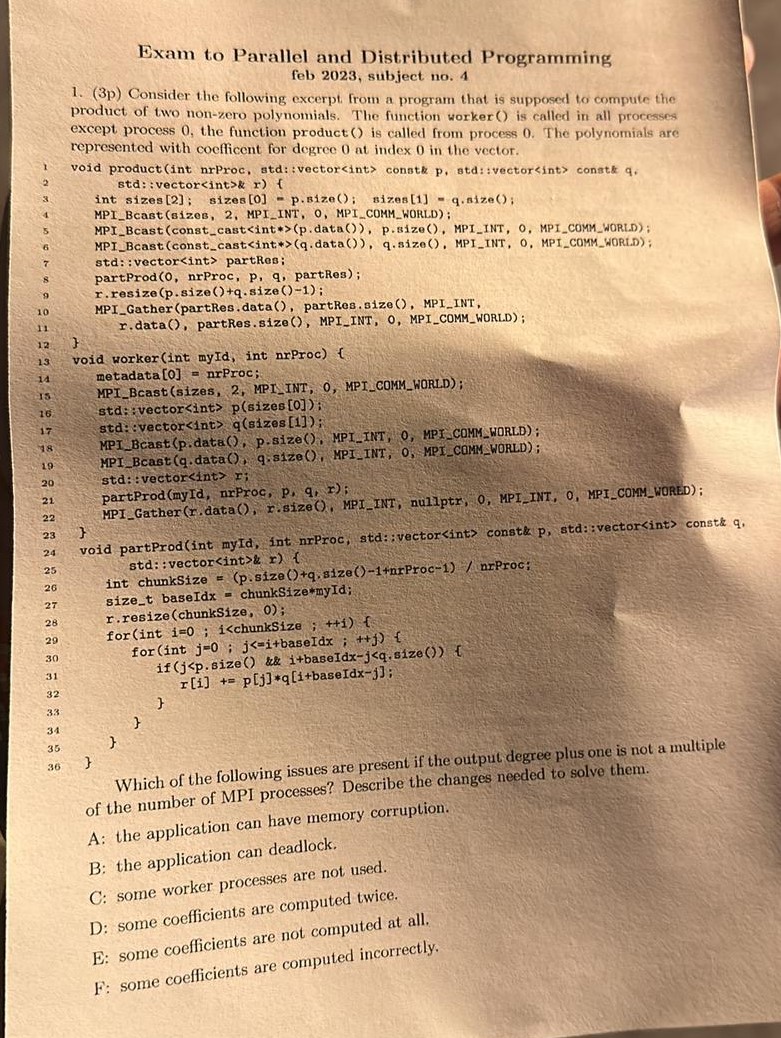 Exam to Parallel and Distributed Programming
feb 2023, subject no. 4
1. (3p) Consider the following excerpt from a program that is supposed to compute the
product of two non-zero polynomials. The function worker() is called in all processes
except process 0, the function product() is called from process 0. The polynomials are
represented with coefficent for degree 0 at index 0 in the vector.
1 void product(int nrProc, std::vector<int> const& p, std::vector<int> const& q,
2 std::vector<int>& r) {
3 int sizes[2]; sizes[0] = p.size(); sizes[1] = q.size();
4 MPI_Bcast(sizes, 2, MPI_INT, 0, MPI_COMM_WORLD);
5 MPI_Bcast(const_cast<int*>(p.data()), p.size(), MPI_INT, 0, MPI_COMM_WORLD);
6 MPI_Bcast(const_cast<int*>(q.data()), q.size(), MPI_INT, 0, MPI_COMM_WORLD);
7 std::vector<int> partRes;
8 partProd(0, nrProc, p, q, partRes);
9 r.resize(p.size()+q.size()-1);
10 MPI_Gather(partRes.data(), partRes.size(), MPI_INT,
11 r.data(), partRes.size(), MPI_INT, 0, MPI_COMM_WORLD);
12 }
13 void worker(int myId, int nrProc) {
14 metadata[0] = nrProc;
15 MPI_Bcast(sizes, 2, MPI_INT, 0, MPI_COMM_WORLD);
16 std::vector<int> p(sizes[0]);
17 std::vector<int> q(sizes[1]);
18 MPI_Bcast(p.data(), p.size(), MPI_INT, 0, MPI_COMM_WORLD);
19 MPI_Bcast(q.data(), q.size(), MPI_INT, 0, MPI_COMM_WORLD);
20 std::vector<int> r;
21 partProd(myId, nrProc, p, q, r);
22 MPI_Gather(r.data(), r.size(), MPI_INT, nullptr, 0, MPI_INT, 0, MPI_COMM_WORLD);
23 }
24 void partProd(int myId, int nrProc, std::vector<int> const& p, std::vector<int> const& q,
25 std::vector<int>& r) {
26 int chunkSize = (p.size()+q.size()-1+nrProc-1) / nrProc;
27 size_t baseIdx = chunkSize*myId;
28 r.resize(chunkSize, 0);
29 for(int i=0 ; i<chunkSize ; ++i) {
30 for(int j=0 ; j<=i+baseIdx ; ++j) {
31 if(j<p.size() && i+baseIdx-j<q.size()) {
32 r[i] += p[j]*q[i+baseIdx-j];
33 }
34 }
35 }
36 }
Which of the following issues are present if the output degree plus one is not a multiple
of the number of MPI processes? Describe the changes needed to solve them.
A: the application can have memory corruption.
B: the application can deadlock.
C: some worker processes are not used.
D: some coefficients are computed twice.
E: some coefficients are not computed at all.
F: some coefficients are computed incorrectly.